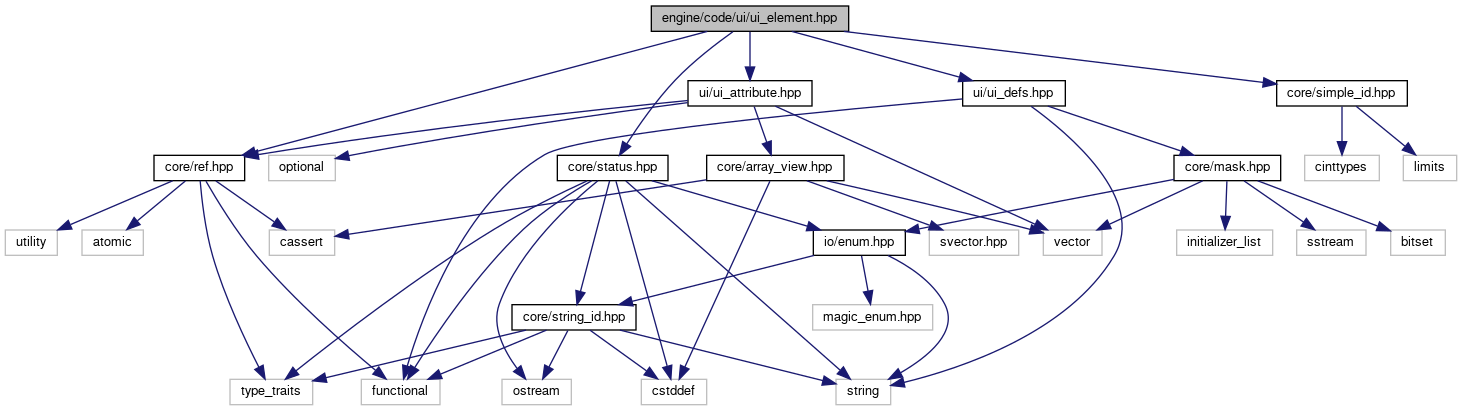 engine/code/ui/ui_element.hpp
ui/ui_attribute.hpp
ui/ui_defs.hpp
core/simple_id.hpp
core/ref.hpp
optional
core/status.hpp
core/array_view.hpp
core/mask.hpp
cinttypes
limits
utility
atomic
cassert
io/enum.hpp
svector.hpp
vector
initializer_list
sstream
bitset
core/string_id.hpp
magic_enum.hpp
type_traits
functional
ostream
cstddef
string